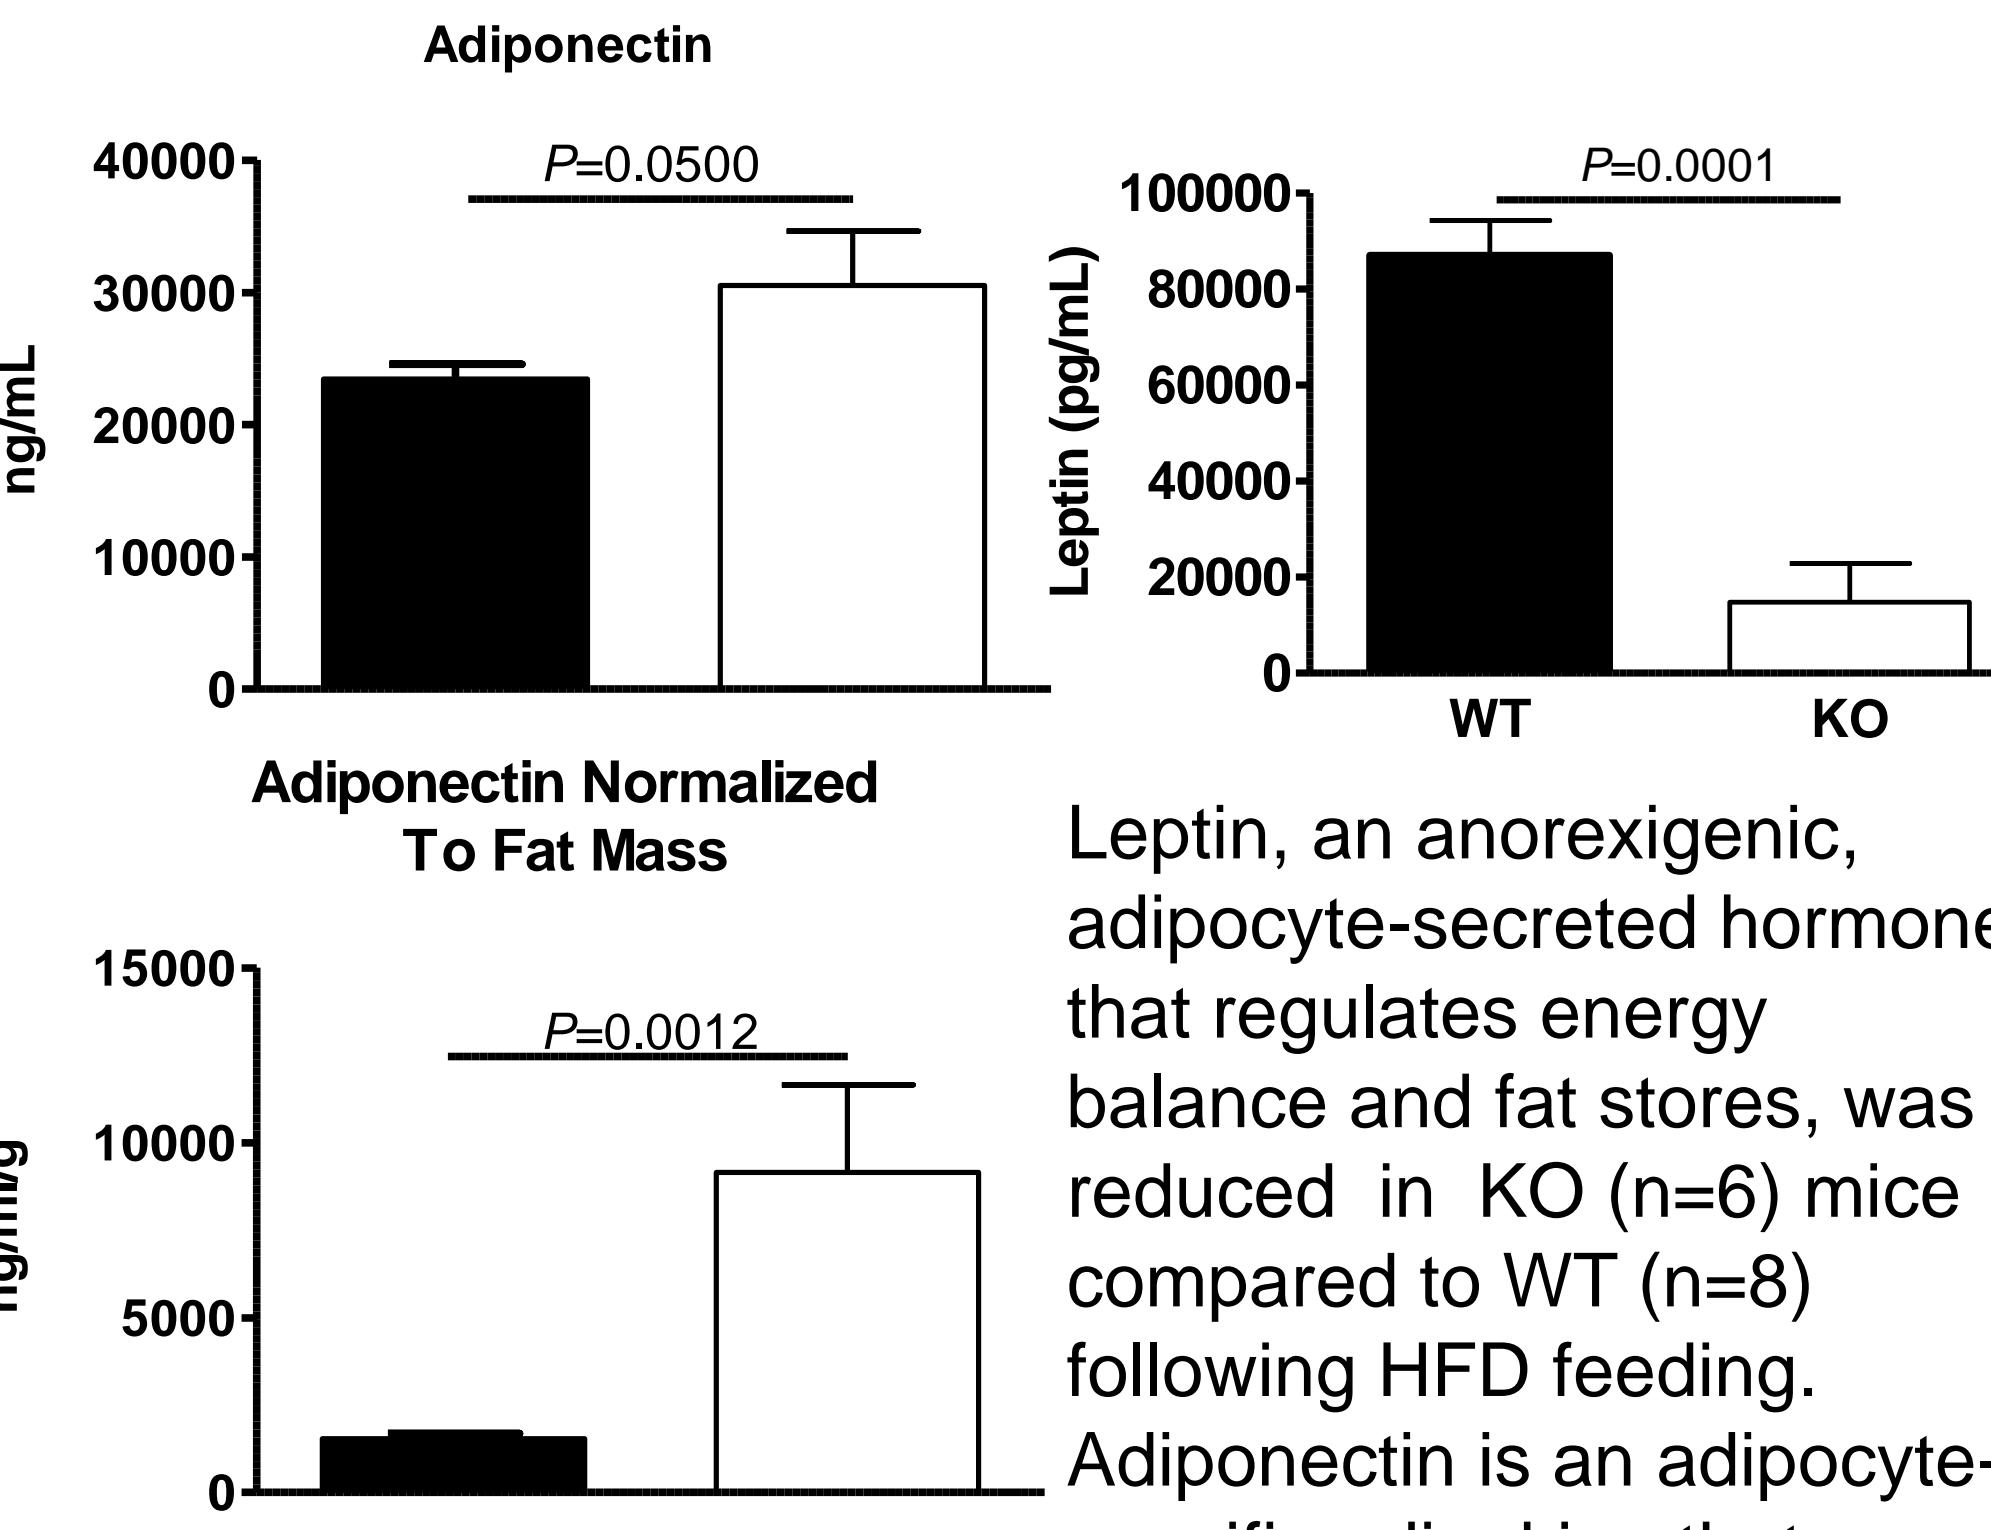 Adiponectin
40000
30000
20000
10000
0
ng/mL
P=0.0500
100000
80000
60000
40000
20000
0
Leptin (pg/mL)
P=0.0001
WT
KO
Adiponectin Normalized
To Fat Mass
15000
10000
5000
0
ng/ml/g
P=0.0012
Leptin, an anorexigenic,
adipocyte-secreted hormone
that regulates energy
balance and fat stores, was
reduced in KO (n=6) mice
compared to WT (n=8)
following HFD feeding.
Adiponectin is an adipocyte-